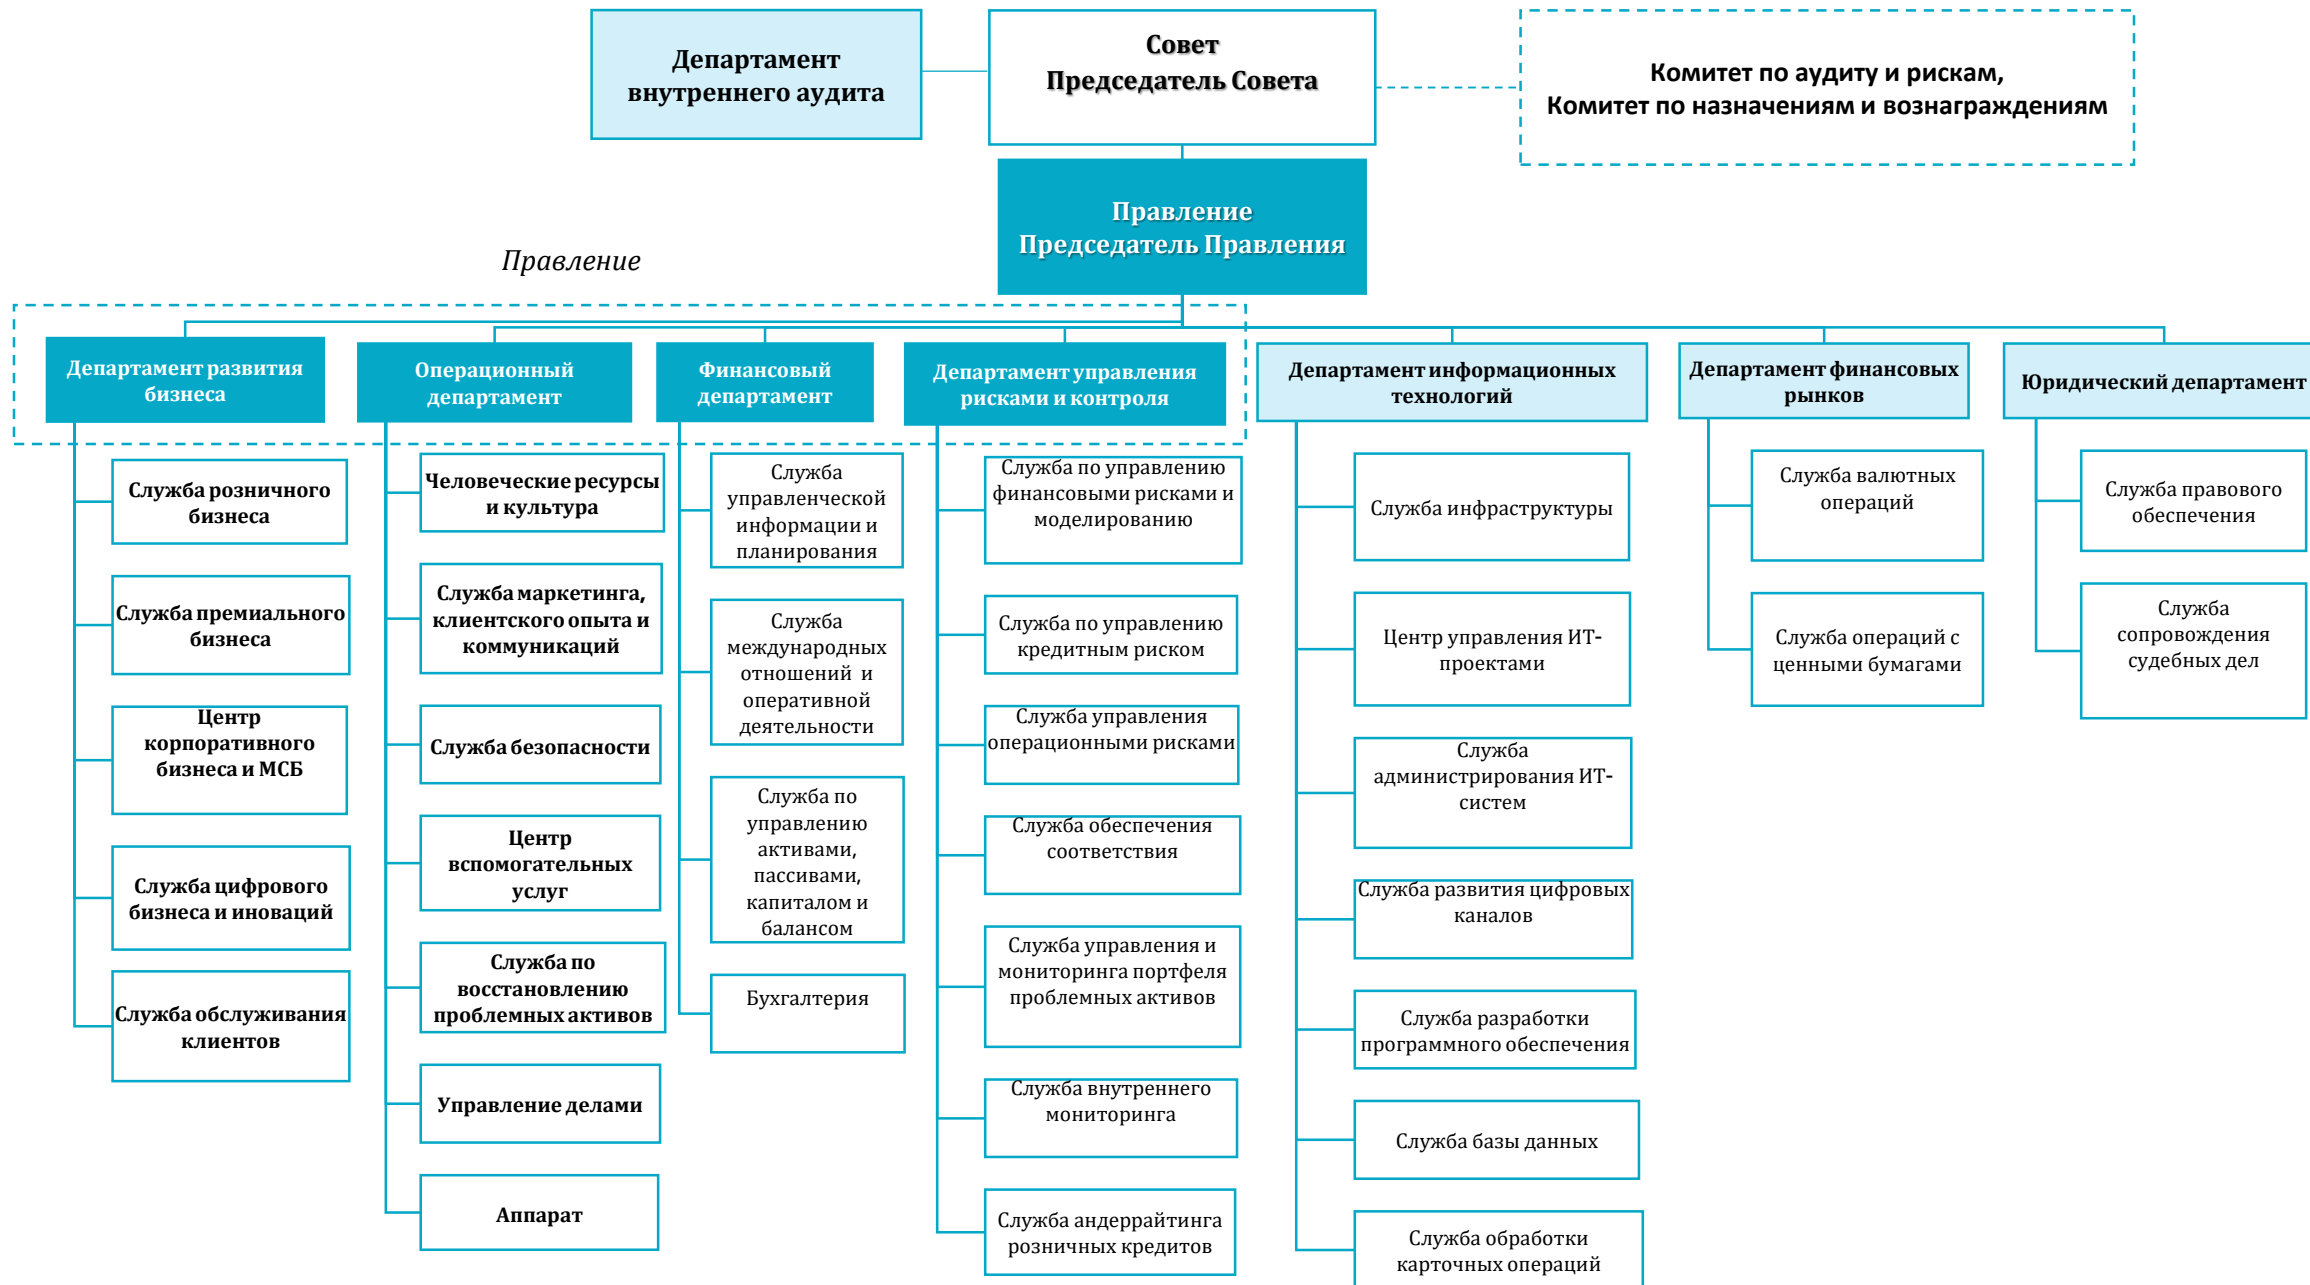 Департамент
внутреннего аудита
Совет
Председатель Совета
Комитет по аудиту и рискам,
Комитет по назначениям и вознаграждениям
Правление
Председатель Правления
Правление
Департамент развития
бизнеса
Операционный
департамент
Финансовый
департамент
Департамент управления
рисками и контроля
Департамент информационных
технологий
Департамент финансовых
рынков
Юридический департамент
Служба розничного
бизнеса
Служба премиального
бизнеса
Центр
корпоративного
бизнеса и МСБ
Служба цифрового
бизнеса и иноваций
Служба обслуживания
клиентов
Человеческие ресурсы
и культура
Служба маркетинга,
клиентского опыта и
коммуникаций
Служба безопасности
Центр
вспомогательных
услуг
Служба по
восстановлению
проблемных активов
Управление делами
Аппарат
Служба
управленческой
информации и
планирования
Служба
международных
отношений и
оперативной
деятельности
Служба по
управлению
активами,
пассивами,
капиталом и
балансом
Бухгалтерия
Служба по управлению
финансовыми рисками и
моделированию
Служба по управлению
кредитным риском
Служба управления
операционными рисками
Служба обеспечения
соответствия
Служба управления и
мониторинга портфеля
проблемных активов
Служба внутреннего
мониторинга
Служба андеррайтинга
розничных кредитов
Служба инфраструктуры
Центр управления ИТ-
проектами
Служба
администрирования ИТ-
систем
Служба развития цифровых
каналов
Служба разработки
программного обеспечения
Служба базы данных
Служба обработки
карточных операций
Служба валютных
операций
Служба операций с
ценными бумагами
Служба правового
обеспечения
Служба
сопровождения
судебных дел